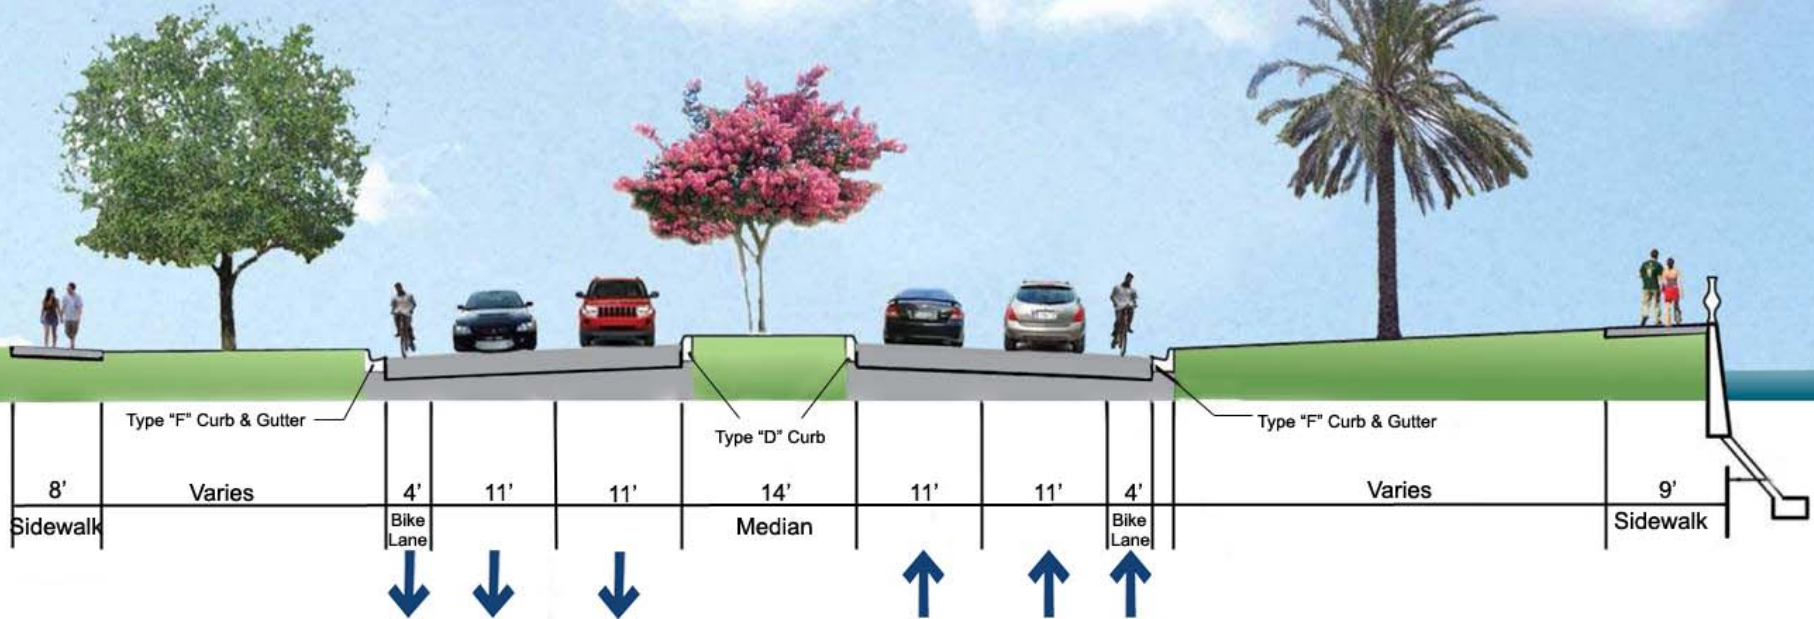 Type “F” Curb & Gutter
Type “D” Curb
Type “F” Curb & Gutter
8’ Varies 4’ 11’ 11’ 14’ 11’ 11’ 4’ Varies 9’
Sidewalk
Bike
Lane
Median
Bike
Lane
Sidewalk